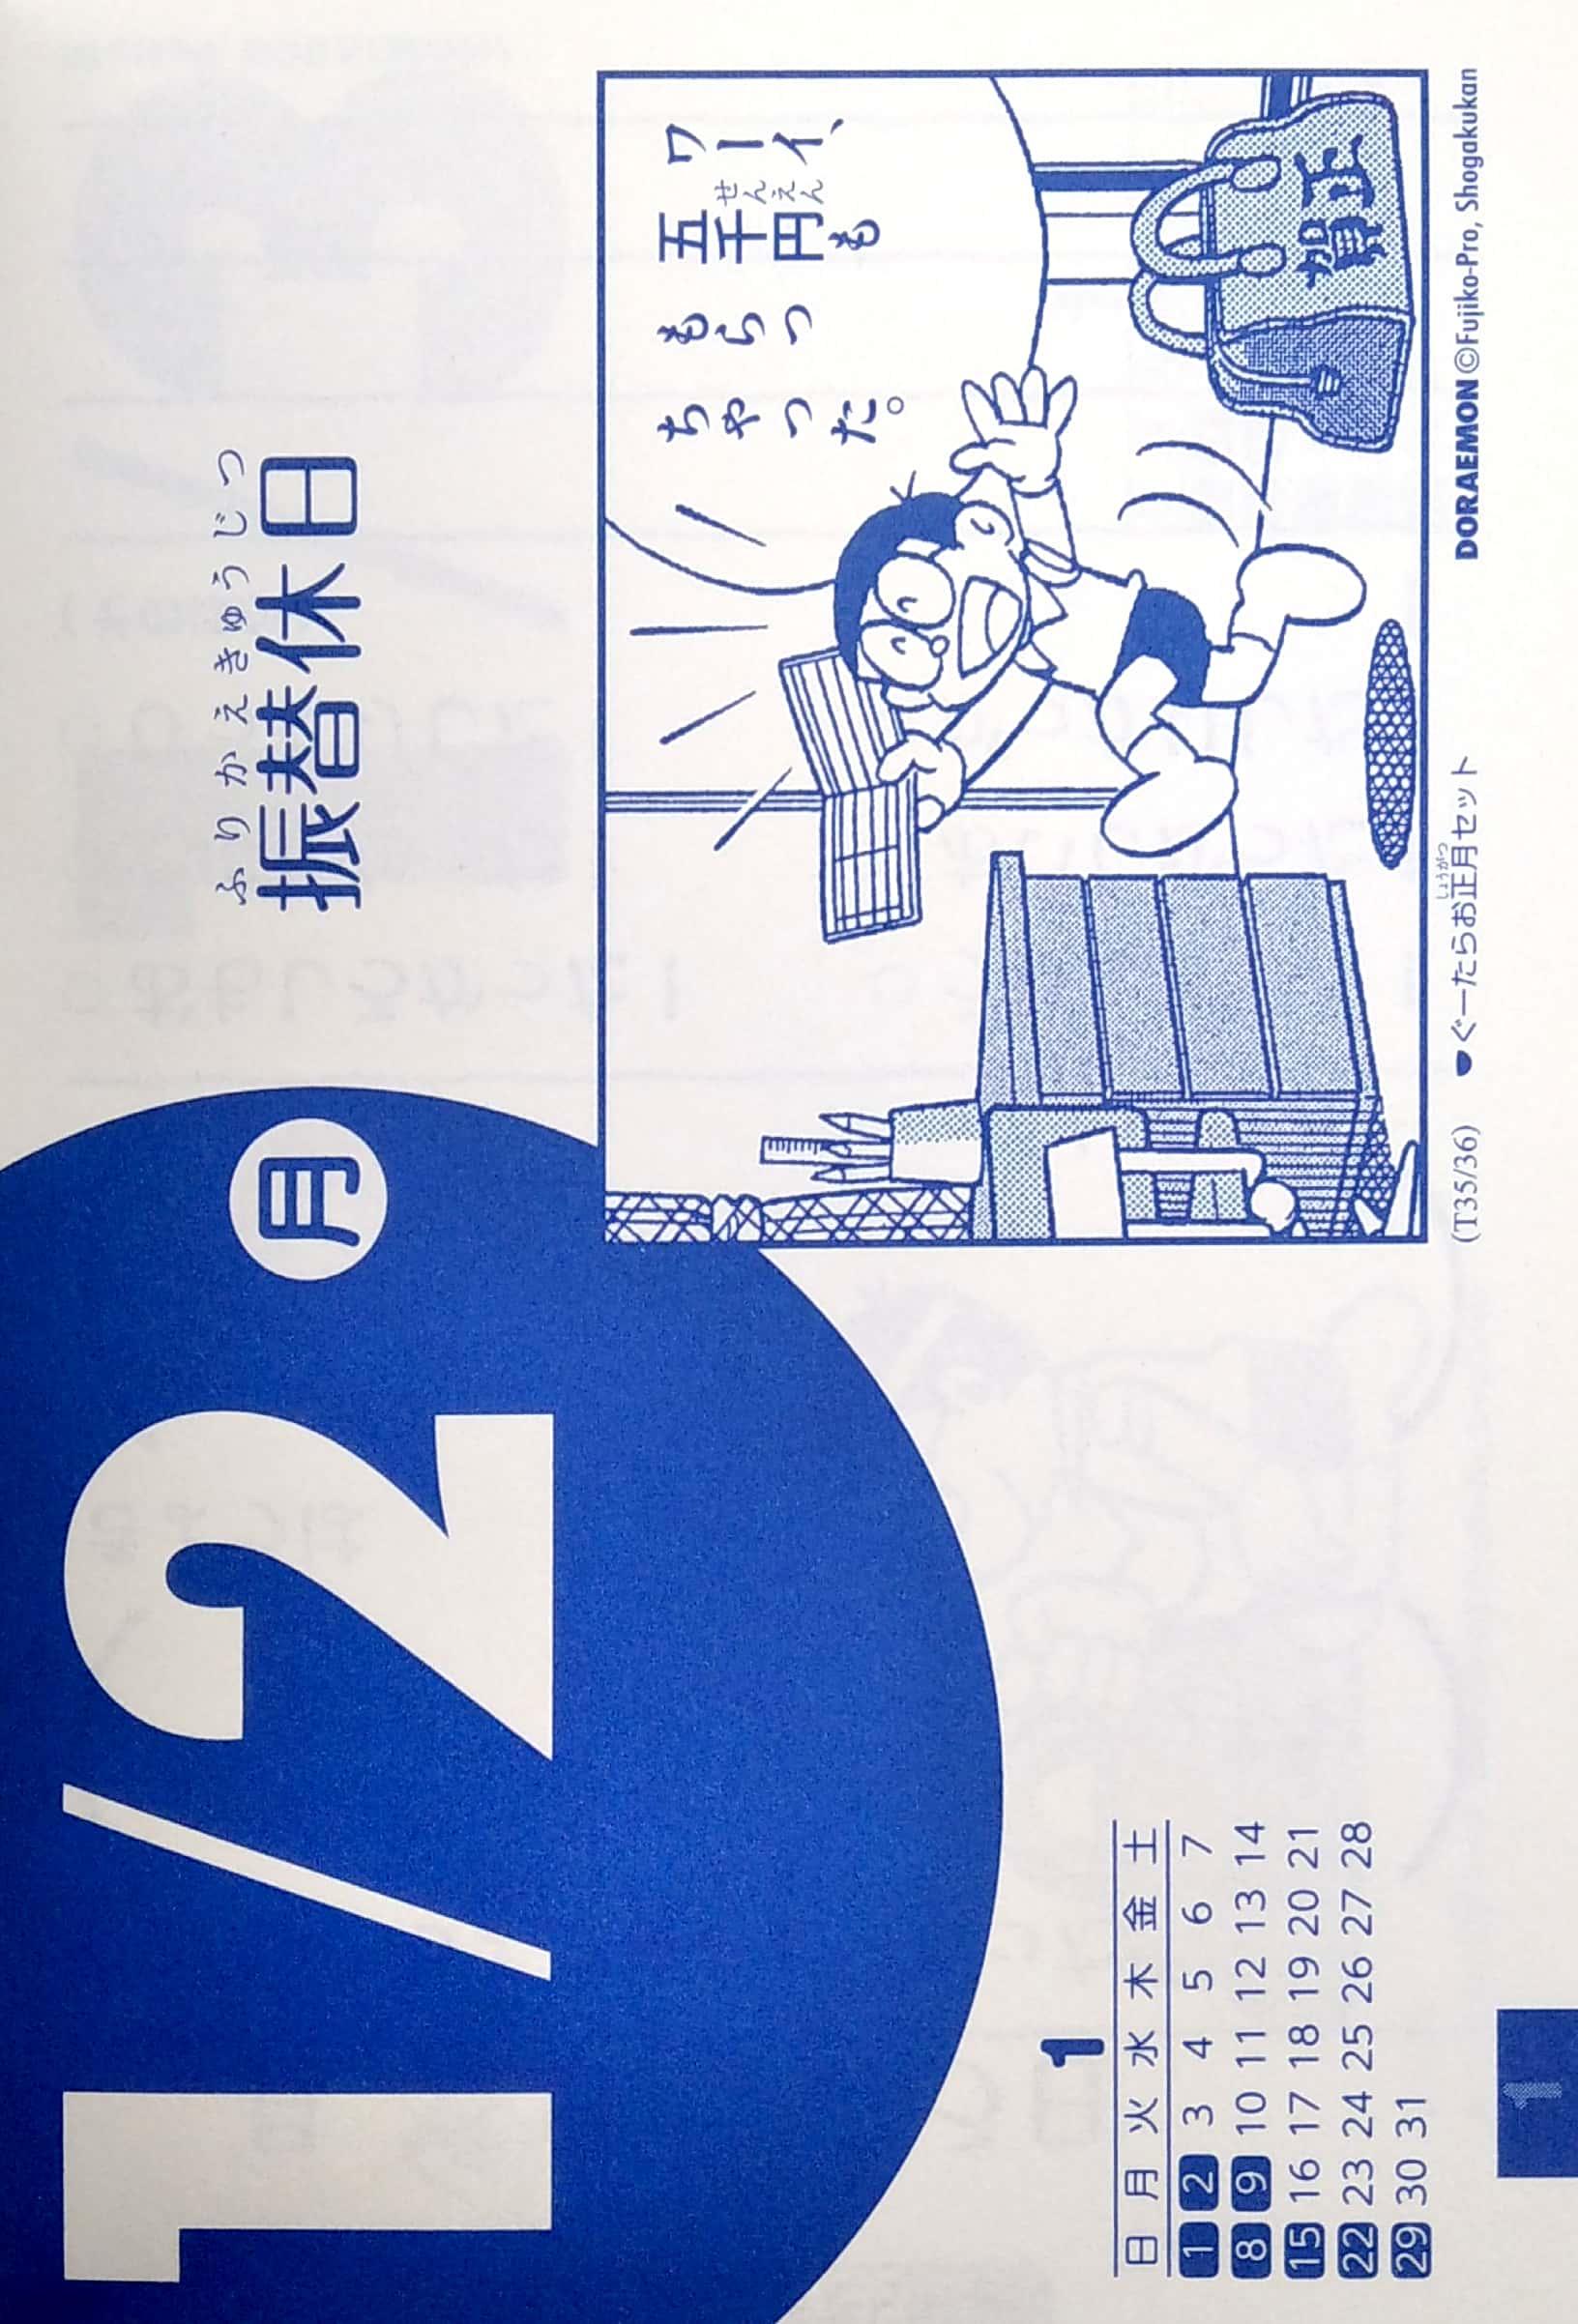 1/2 月
ふりかえきゅうじつ
振替休日
ワーイ、
せんえん
五千円も
もらっ
ちゃった。
賀正
1
日 月 火 水 木 金 土
1 2 3 4 5 6 7
8 9 10 11 12 13 14
15 16 17 18 19 20 21
22 23 24 25 26 27 28
29 30 31
しょうがつ
(T35/36) ●ぐーたらお正月セット
DORAEMON ©Fujiko-Pro, Shogakukan
1